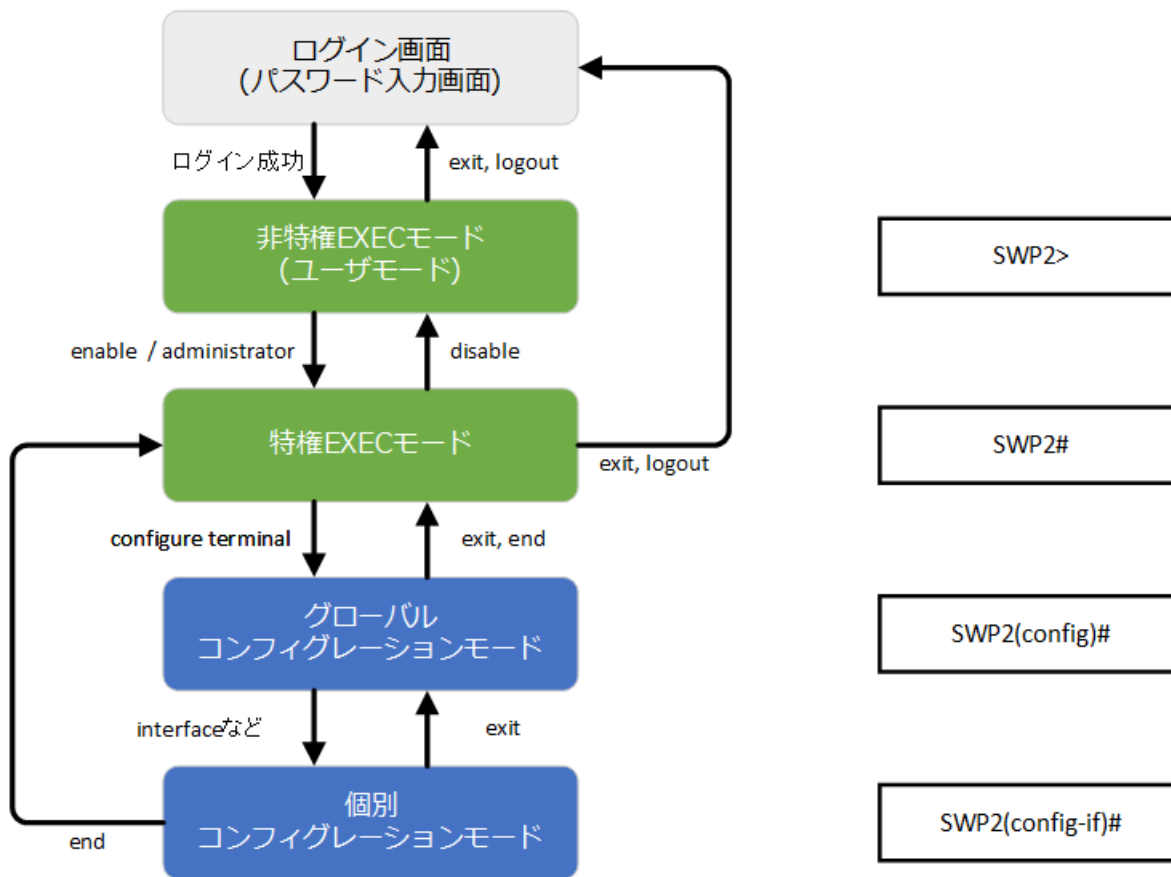 ログイン画面
(パスワード入力画面)
ログイン成功
exit, logout
非特権EXECモード
(ユーザモード)
SWP2>
enable / administrator
disable
特権EXECモード
SWP2#
exit, logout
configure terminal
exit, end
グローバル
コンフィグレーションモード
SWP2(config)#
interfaceなど
exit
個別
コンフィグレーションモード
SWP2(config-if)#
end